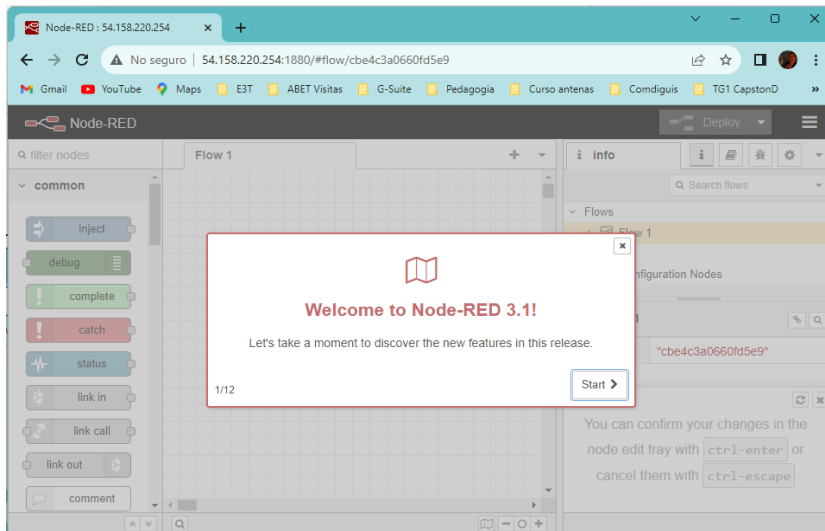 Node-RED : 54.158.220.254
No seguro | 54.158.220.254:1880/#flow/cbe4c3a0660fd5e9
Gmail YouTube Maps E3T ABET Visitas G-Suite Pedagogia Curso antenas Comdiguis TG1 CapstonD »
Node-RED Deploy
filter nodes Flow 1 i info i
common Search flows
Flows
inject Flow 1
debug
Welcome to Node-RED 3.1!
complete
catch
Let's take a moment to discover the new features in this release.
"cbe4c3a0660fd5e9"
status
1/12 Start
link in
link call
You can confirm your changes in the
node edit tray with ctrl-enter or
link out
cancel them with ctrl-escape
comment